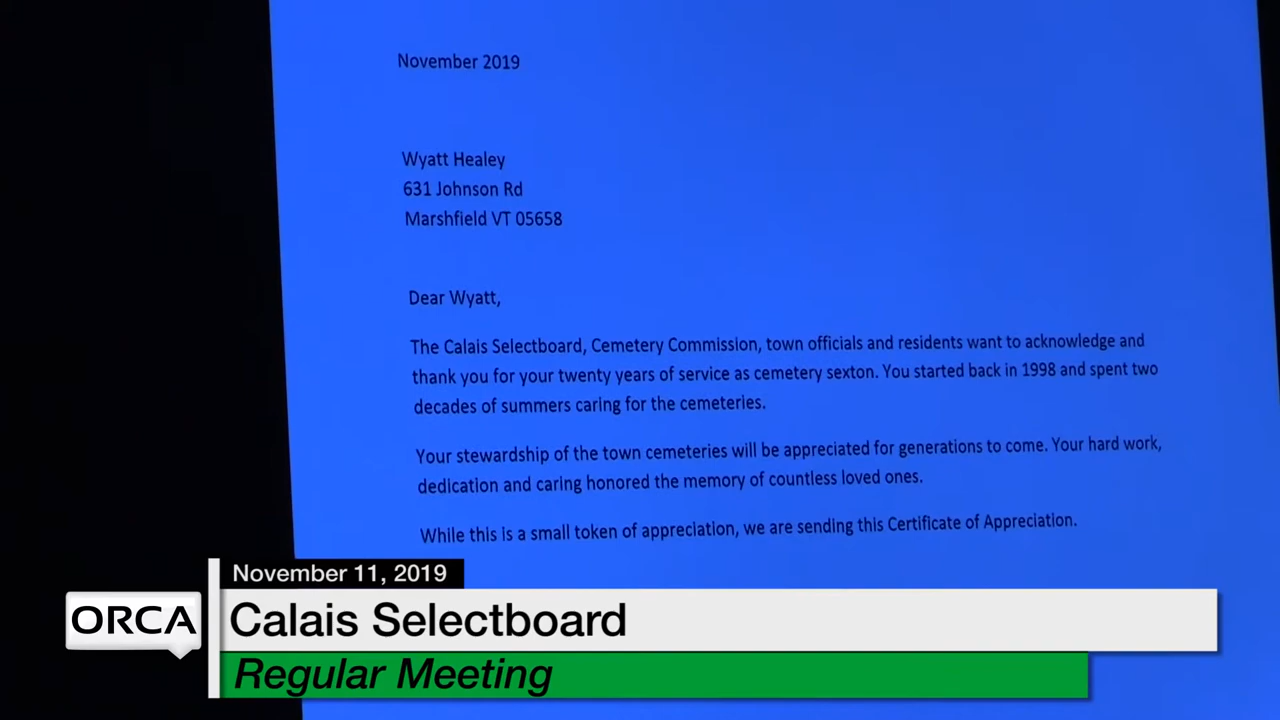 November 2019
Wyatt Healey
631 Johnson Rd
Marshfield VT 05658
Dear Wyatt,
The Calais Selectboard, Cemetery Commission, town officials and residents want to acknowledge and
thank you for your twenty years of service as cemetery sexton. You started back in 1998 and spent two
decades of summers caring for the cemeteries.
Your stewardship of the town cemeteries will be appreciated for generations to come. Your hard work,
dedication and caring honored the memory of countless loved ones.
While this is a small token of appreciation, we are sending this Certificate of Appreciation.
November 11, 2019
ORCA
Calais Selectboard
Regular Meeting